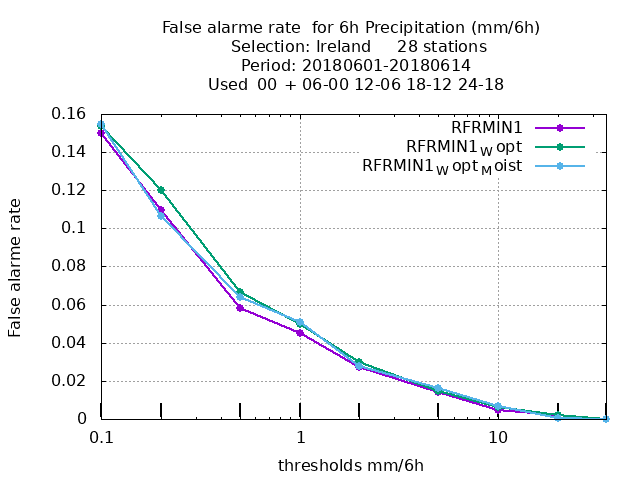 False alarme rate  for 6h Precipitation (mm/6h)
Selection: Ireland     28 stations
Period: 20180601-20180614
Used  00 + 06-00 12-06 18-12 24-18
RFRMIN1
RFRMIN1_Wopt
RFRMIN1_Wopt_Moist
0.16
0.14
0.12
0.1
0.08
0.06
0.04
0.02
0
False alarme rate
0.1 1 10
thresholds mm/6h